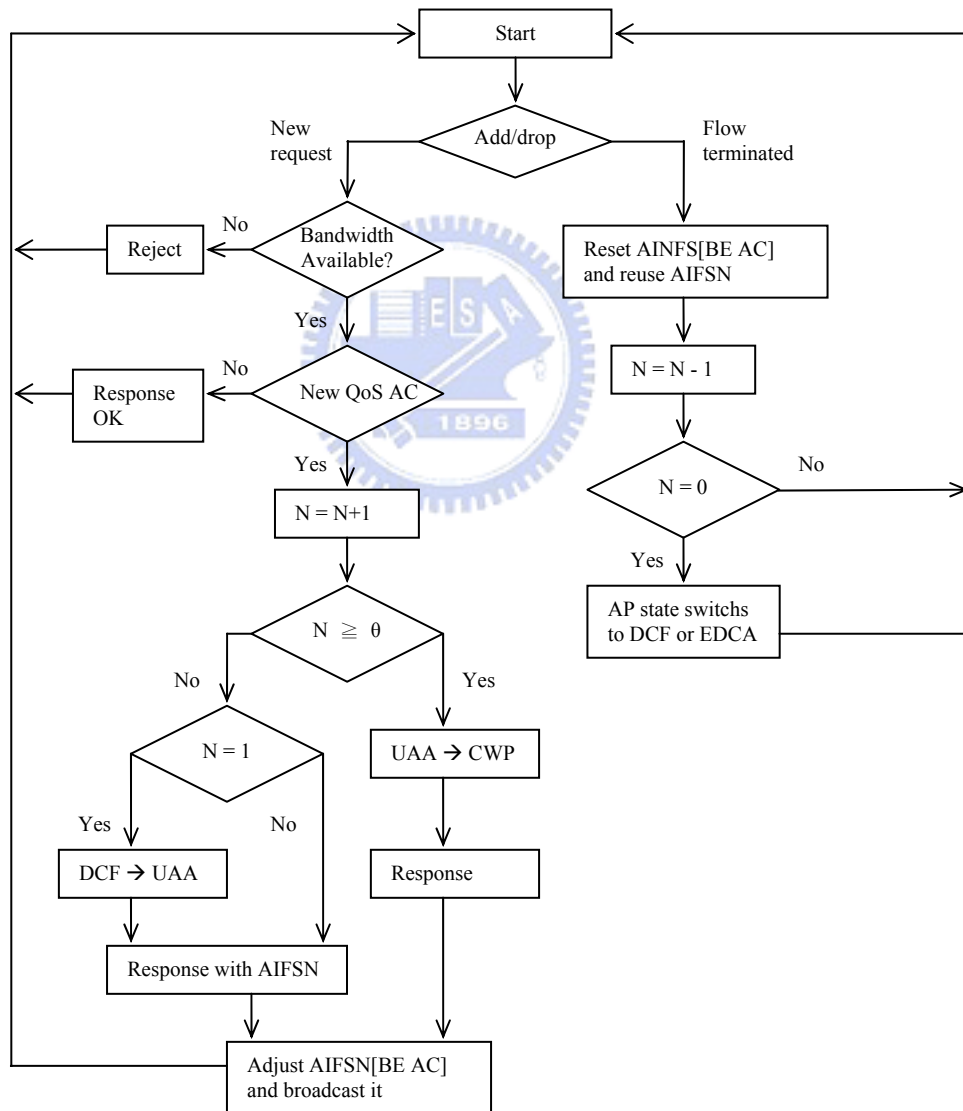 Start
Add/drop
New
request
Flow
terminated
No
Bandwidth
Available?
Reject
Reset AINFS[BE AC]
and reuse AIFSN
Yes
E S A
No
New QoS AC
Response
OK
N = N - 1
1896
Yes
N = N+1
N = 0
No
Yes
N ≧ θ
AP state switchs
to DCF or EDCA
No
Yes
N = 1
UAA → CWP
Yes
No
DCF → UAA
Response
Response with AIFSN
Adjust AIFSN[BE AC]
and broadcast it